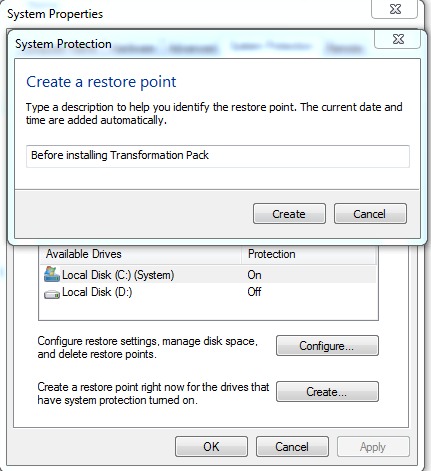 System Properties
System Protection
Create a restore point
Type a description to help you identify the restore point. The current date and
time are added automatically.
Before installing Transformation Pack
Create Cancel
Available Drives Protection
Local Disk (C:) (System) On
Local Disk (D:) Off
Configure restore settings, manage disk space,
and delete restore points.
Configure...
Create a restore point right now for the drives that
have system protection turned on.
Create...
OK Cancel Apply